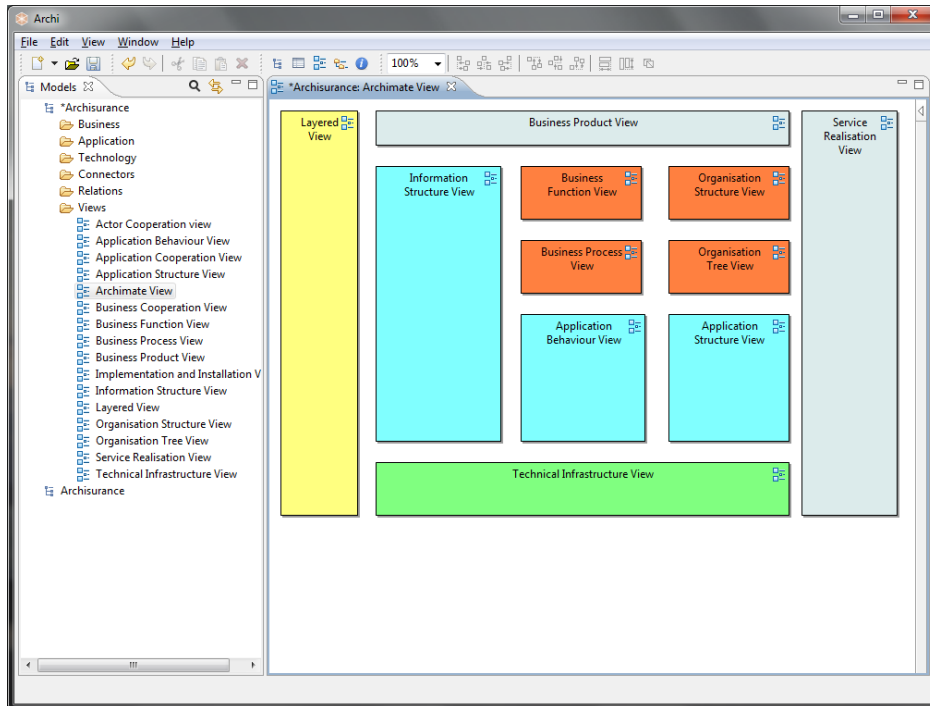 Archi
File Edit View Window Help
100%
Models
*Archisurance
Business
Application
Technology
Connectors
Relations
Views
Actor Cooperation view
Application Behaviour View
Application Cooperation View
Application Structure View
Archimate View
Business Cooperation View
Business Function View
Business Process View
Business Product View
Implementation and Installation V
Information Structure View
Layered View
Organisation Structure View
Organisation Tree View
Service Realisation View
Technical Infrastructure View
Archisurance
*Archisurance: Archimate View
Layered
View
Business Product View
Service
Realisation
View
Information
Structure View
Business
Function View
Organisation
Structure View
Business Process
View
Organisation
Tree View
Application
Behaviour View
Application
Structure View
Technical Infrastructure View